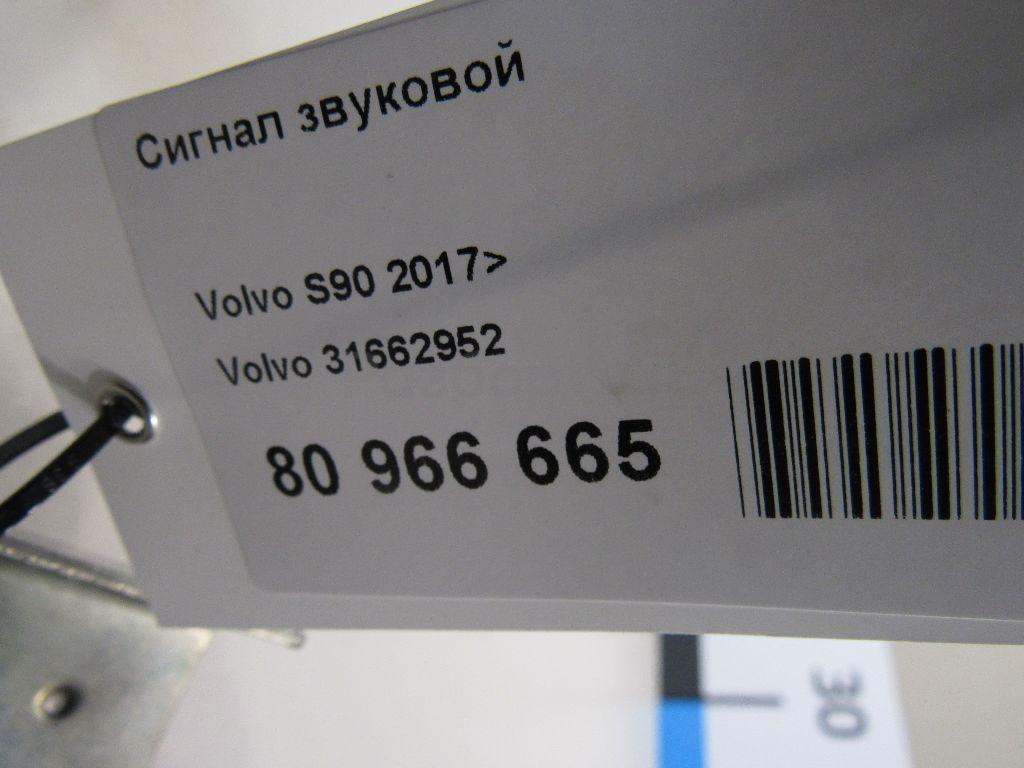 Сигнал звуковой
Volvo S90 2017>
Volvo 31662952
80 966 665
30